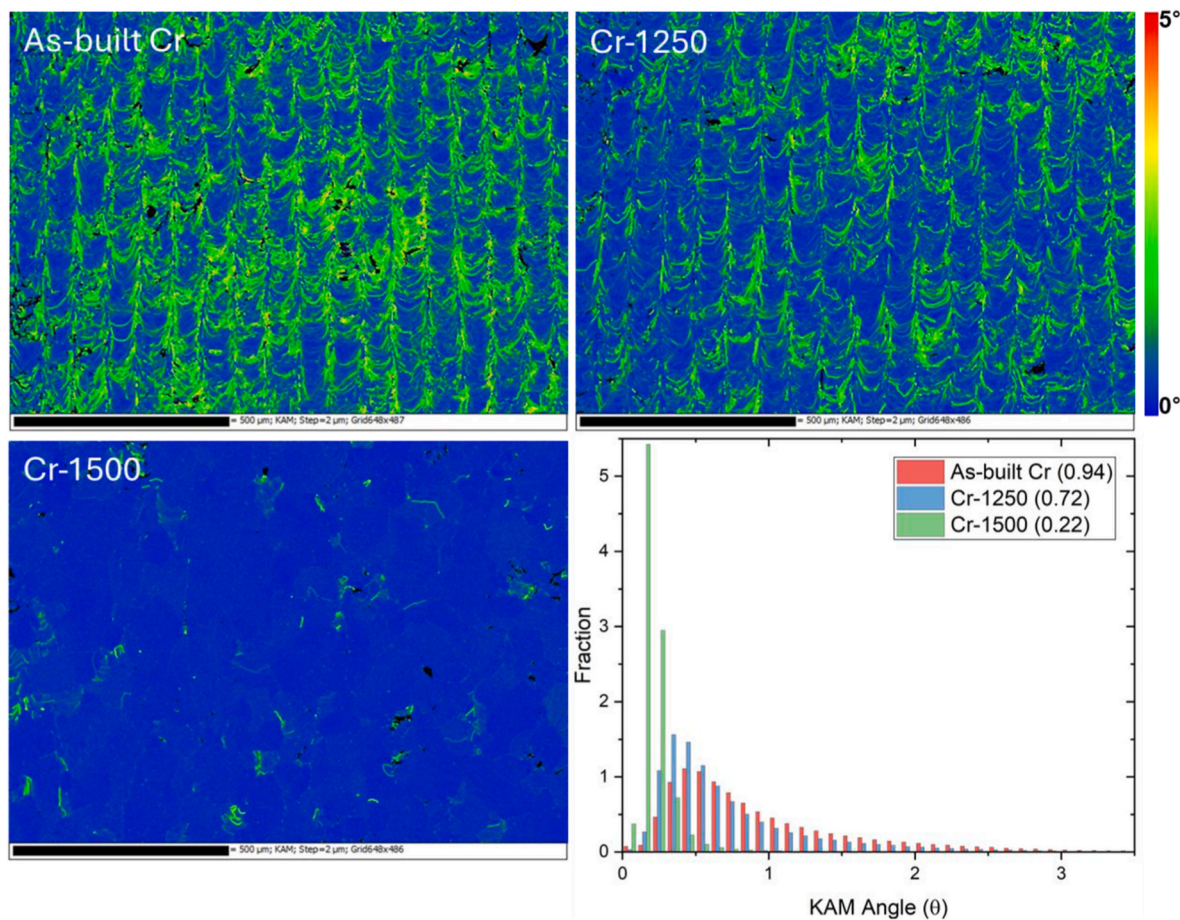 As-built Cr
Cr-1250
5°
0°
= 500 µm; KAM; Step=2 µm; Grid648x487
= 500 µm; KAM; Step=2 µm; Grid648x486
Cr-1500
= 500 µm; KAM; Step=2 µm; Grid648x486
As-built Cr (0.94)
Cr-1250 (0.72)
Cr-1500 (0.22)
Fraction
5
4
3
2
1
0
0 1 2 3
KAM Angle (θ)